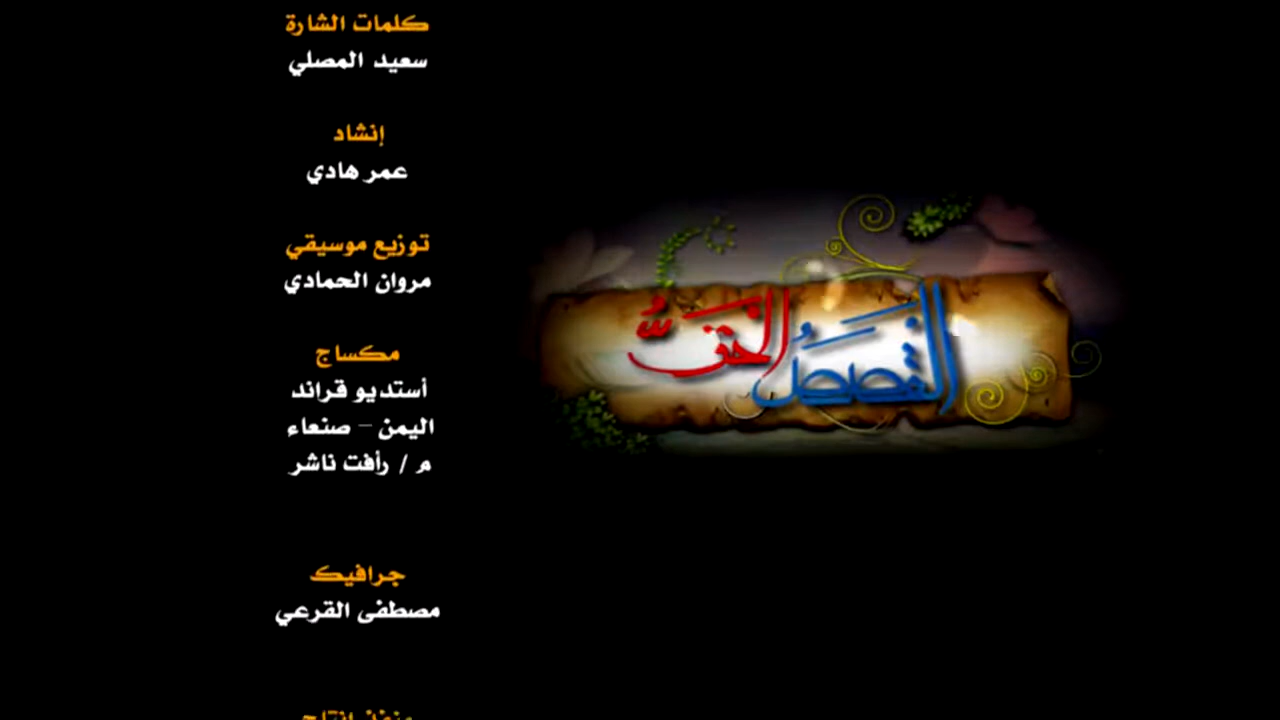 كلمات الشارة
سعيد المصلي
إنشاد
عمر هادي
توزيع موسيقي
مروان الحمادي
مكساج
أستديو قراند
اليمن – صنعاء
م / رأفت ناشر
جرافيك
مصطفى القرعي
القصص الحق